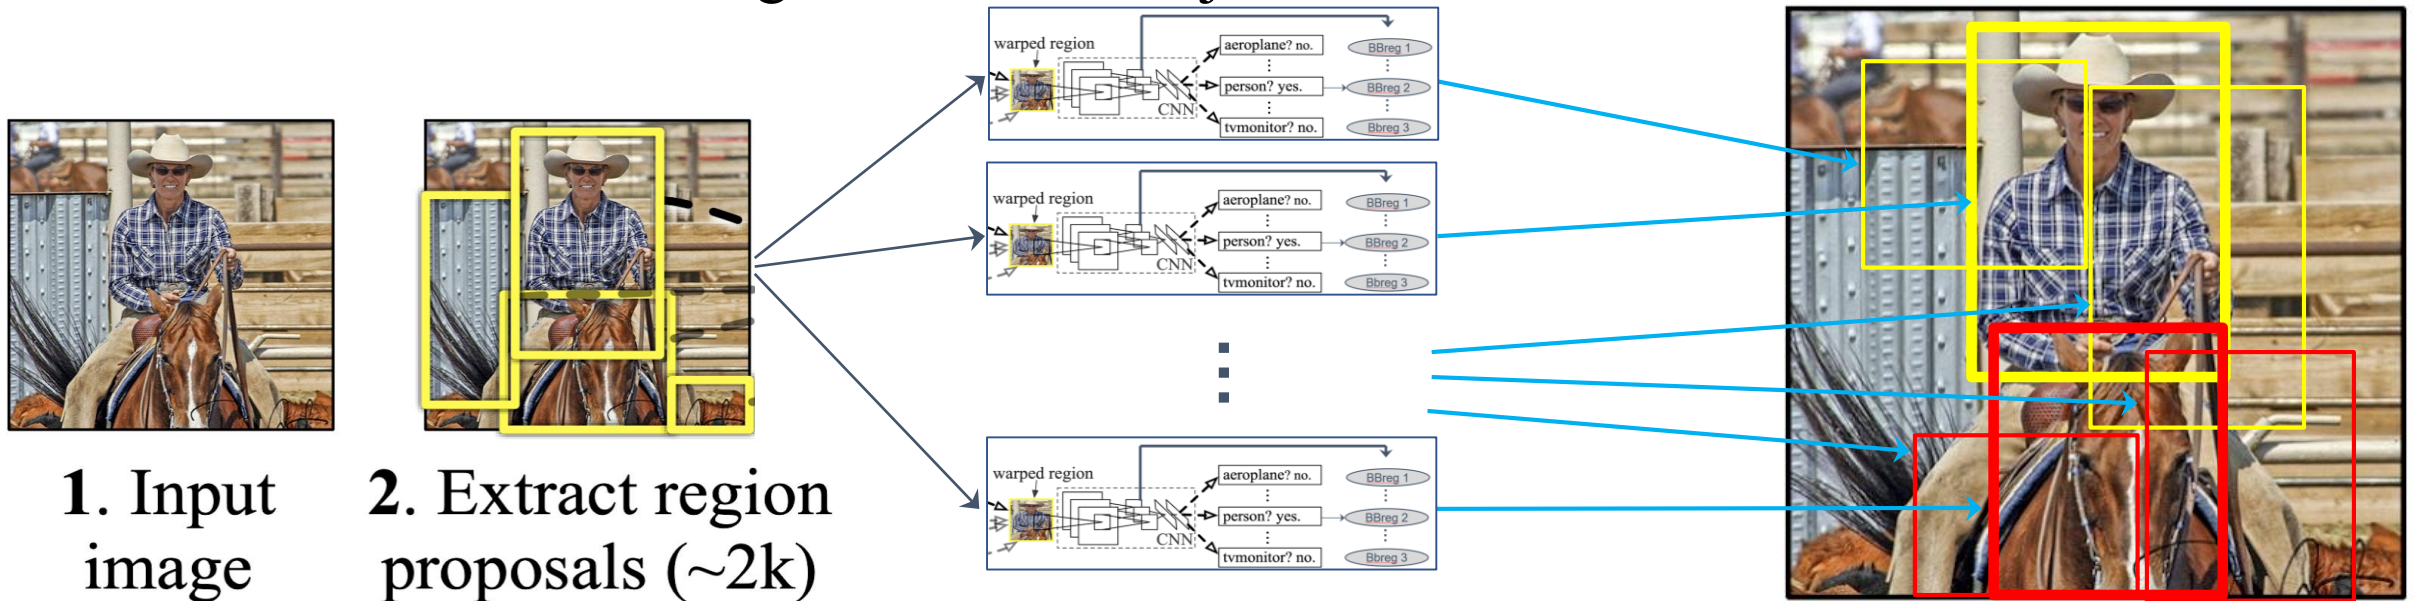 1. Input
image
2. Extract region
proposals (~2k)
warped region
CNN
aeroplane? no.
person? yes.
tvmonitor? no.
BBreg 1
BBreg 2
Bbreg 3
warped region
CNN
aeroplane? no.
person? yes.
tvmonitor? no.
BBreg 1
BBreg 2
Bbreg 3
warped region
CNN
aeroplane? no.
person? yes.
tvmonitor? no.
BBreg 1
BBreg 2
Bbreg 3